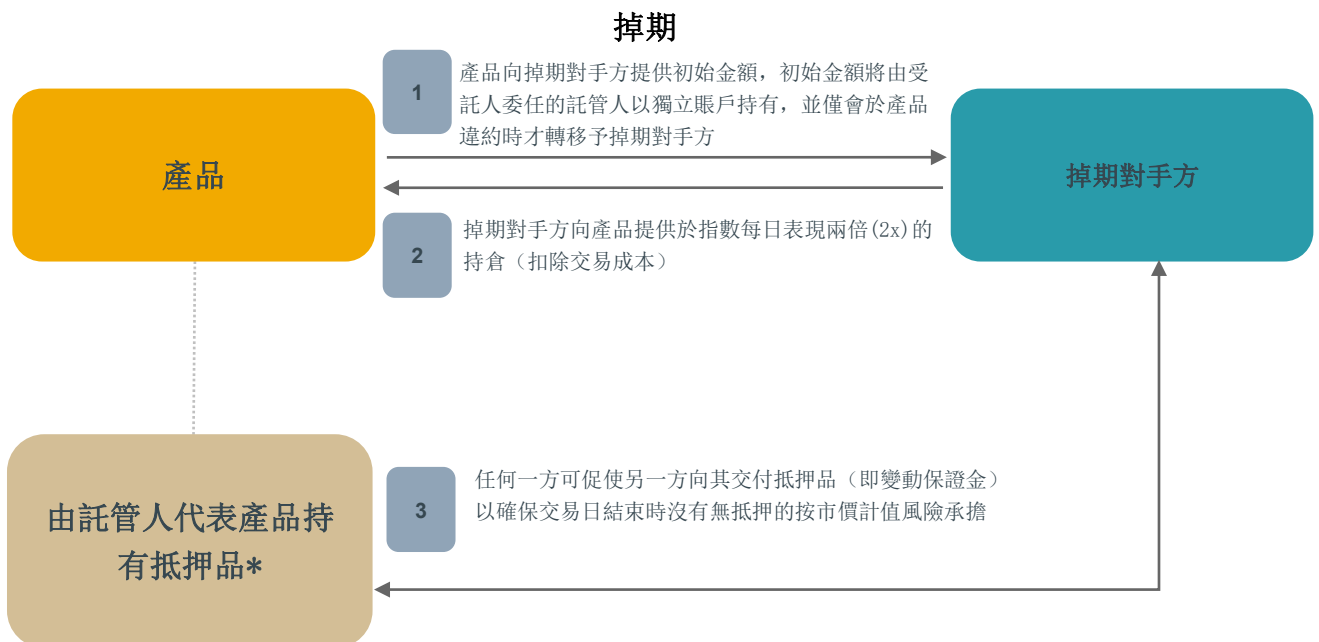 掉期
產品
1
產品向掉期對手方提供初始金額，初始金額將由受
託人委任的託管人以獨立賬戶持有，並僅會於產品
違約時才轉移予掉期對手方
掉期對手方
2
掉期對手方向產品提供於指數每日表現兩倍(2x)的
持倉（扣除交易成本）
由託管人代表產品持
有抵押品*
3
任何一方可促使另一方向其交付抵押品（即變動保證金）
以確保交易日結束時沒有無抵押的按市價計值風險承擔